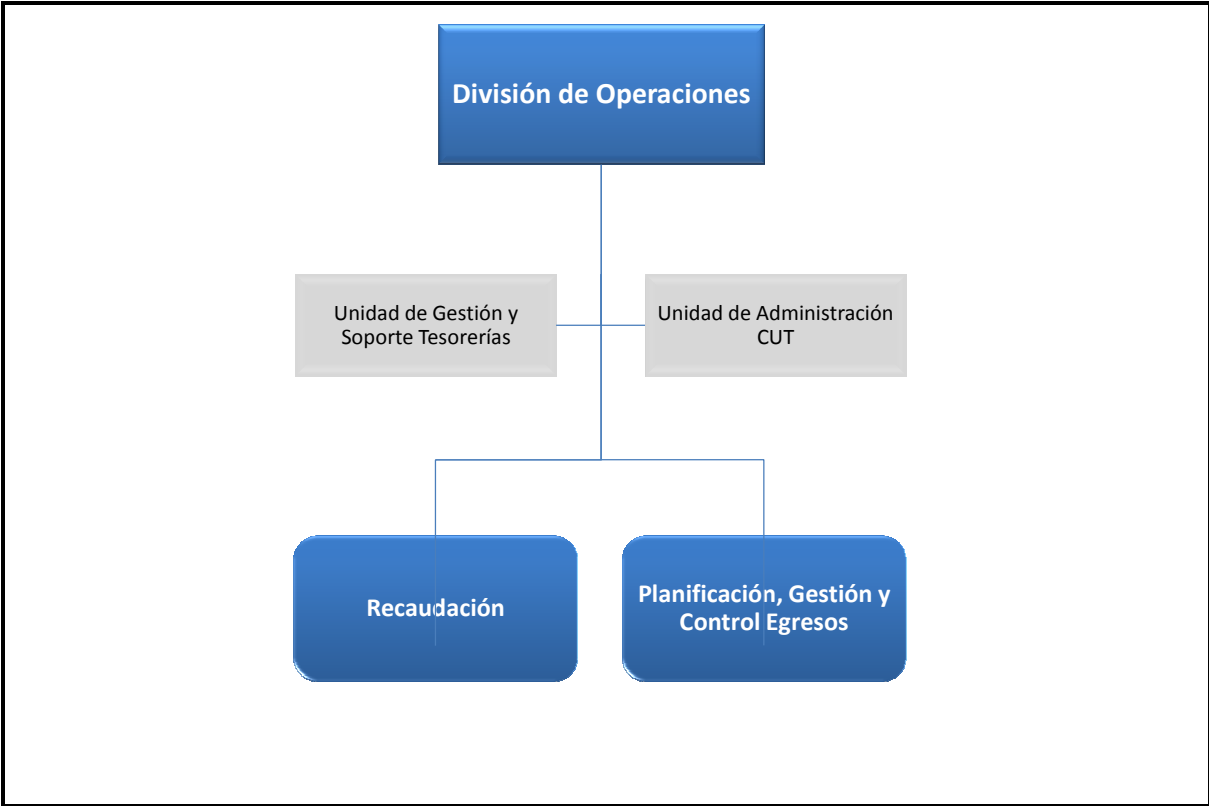 División de Operaciones
Unidad de Gestión y
Soporte Tesorerías
Unidad de Administración
CUT
Recaudación
Planificación, Gestión y
Control Egresos